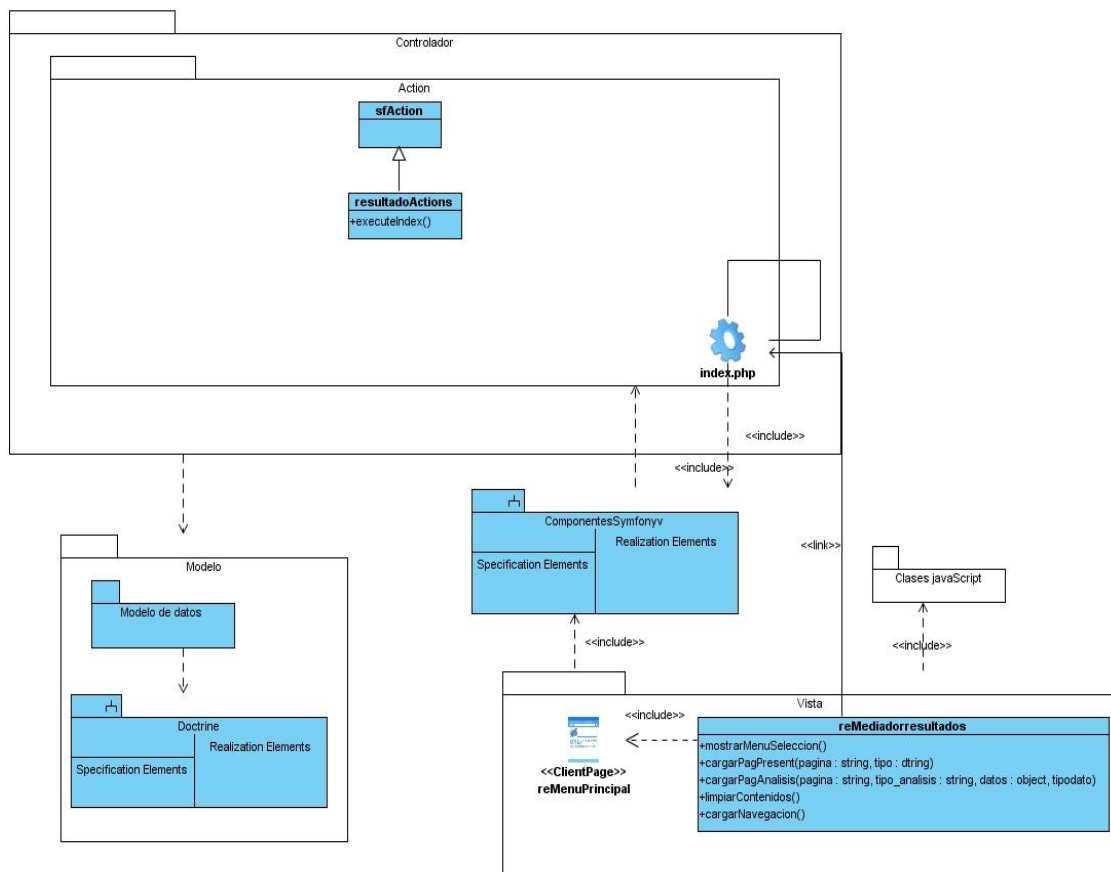 Controlador
Action
sfAction
resultadoActions
+executeIndex()
index.php
<<include>>
<<include>>
ComponentesSymfonyv
Realization Elements
Specification Elements
<<link>>
Clases javaScript
Modelo
Modelo de datos
<<include>>
<<include>>
Doctrine
Realization Elements
Specification Elements
Vista
<<include>>
<<ClientPage>>
reMenuPrincipal
reMediadorresultados
+mostrarMenuSeleccion()
+cargarPagPresent(pagina : string, tipo : dtring)
+cargarPagAnalisis(pagina : string, tipo_analisis : string, datos : object, tipodato)
+limpiarContenidos()
+cargarNavegacion()